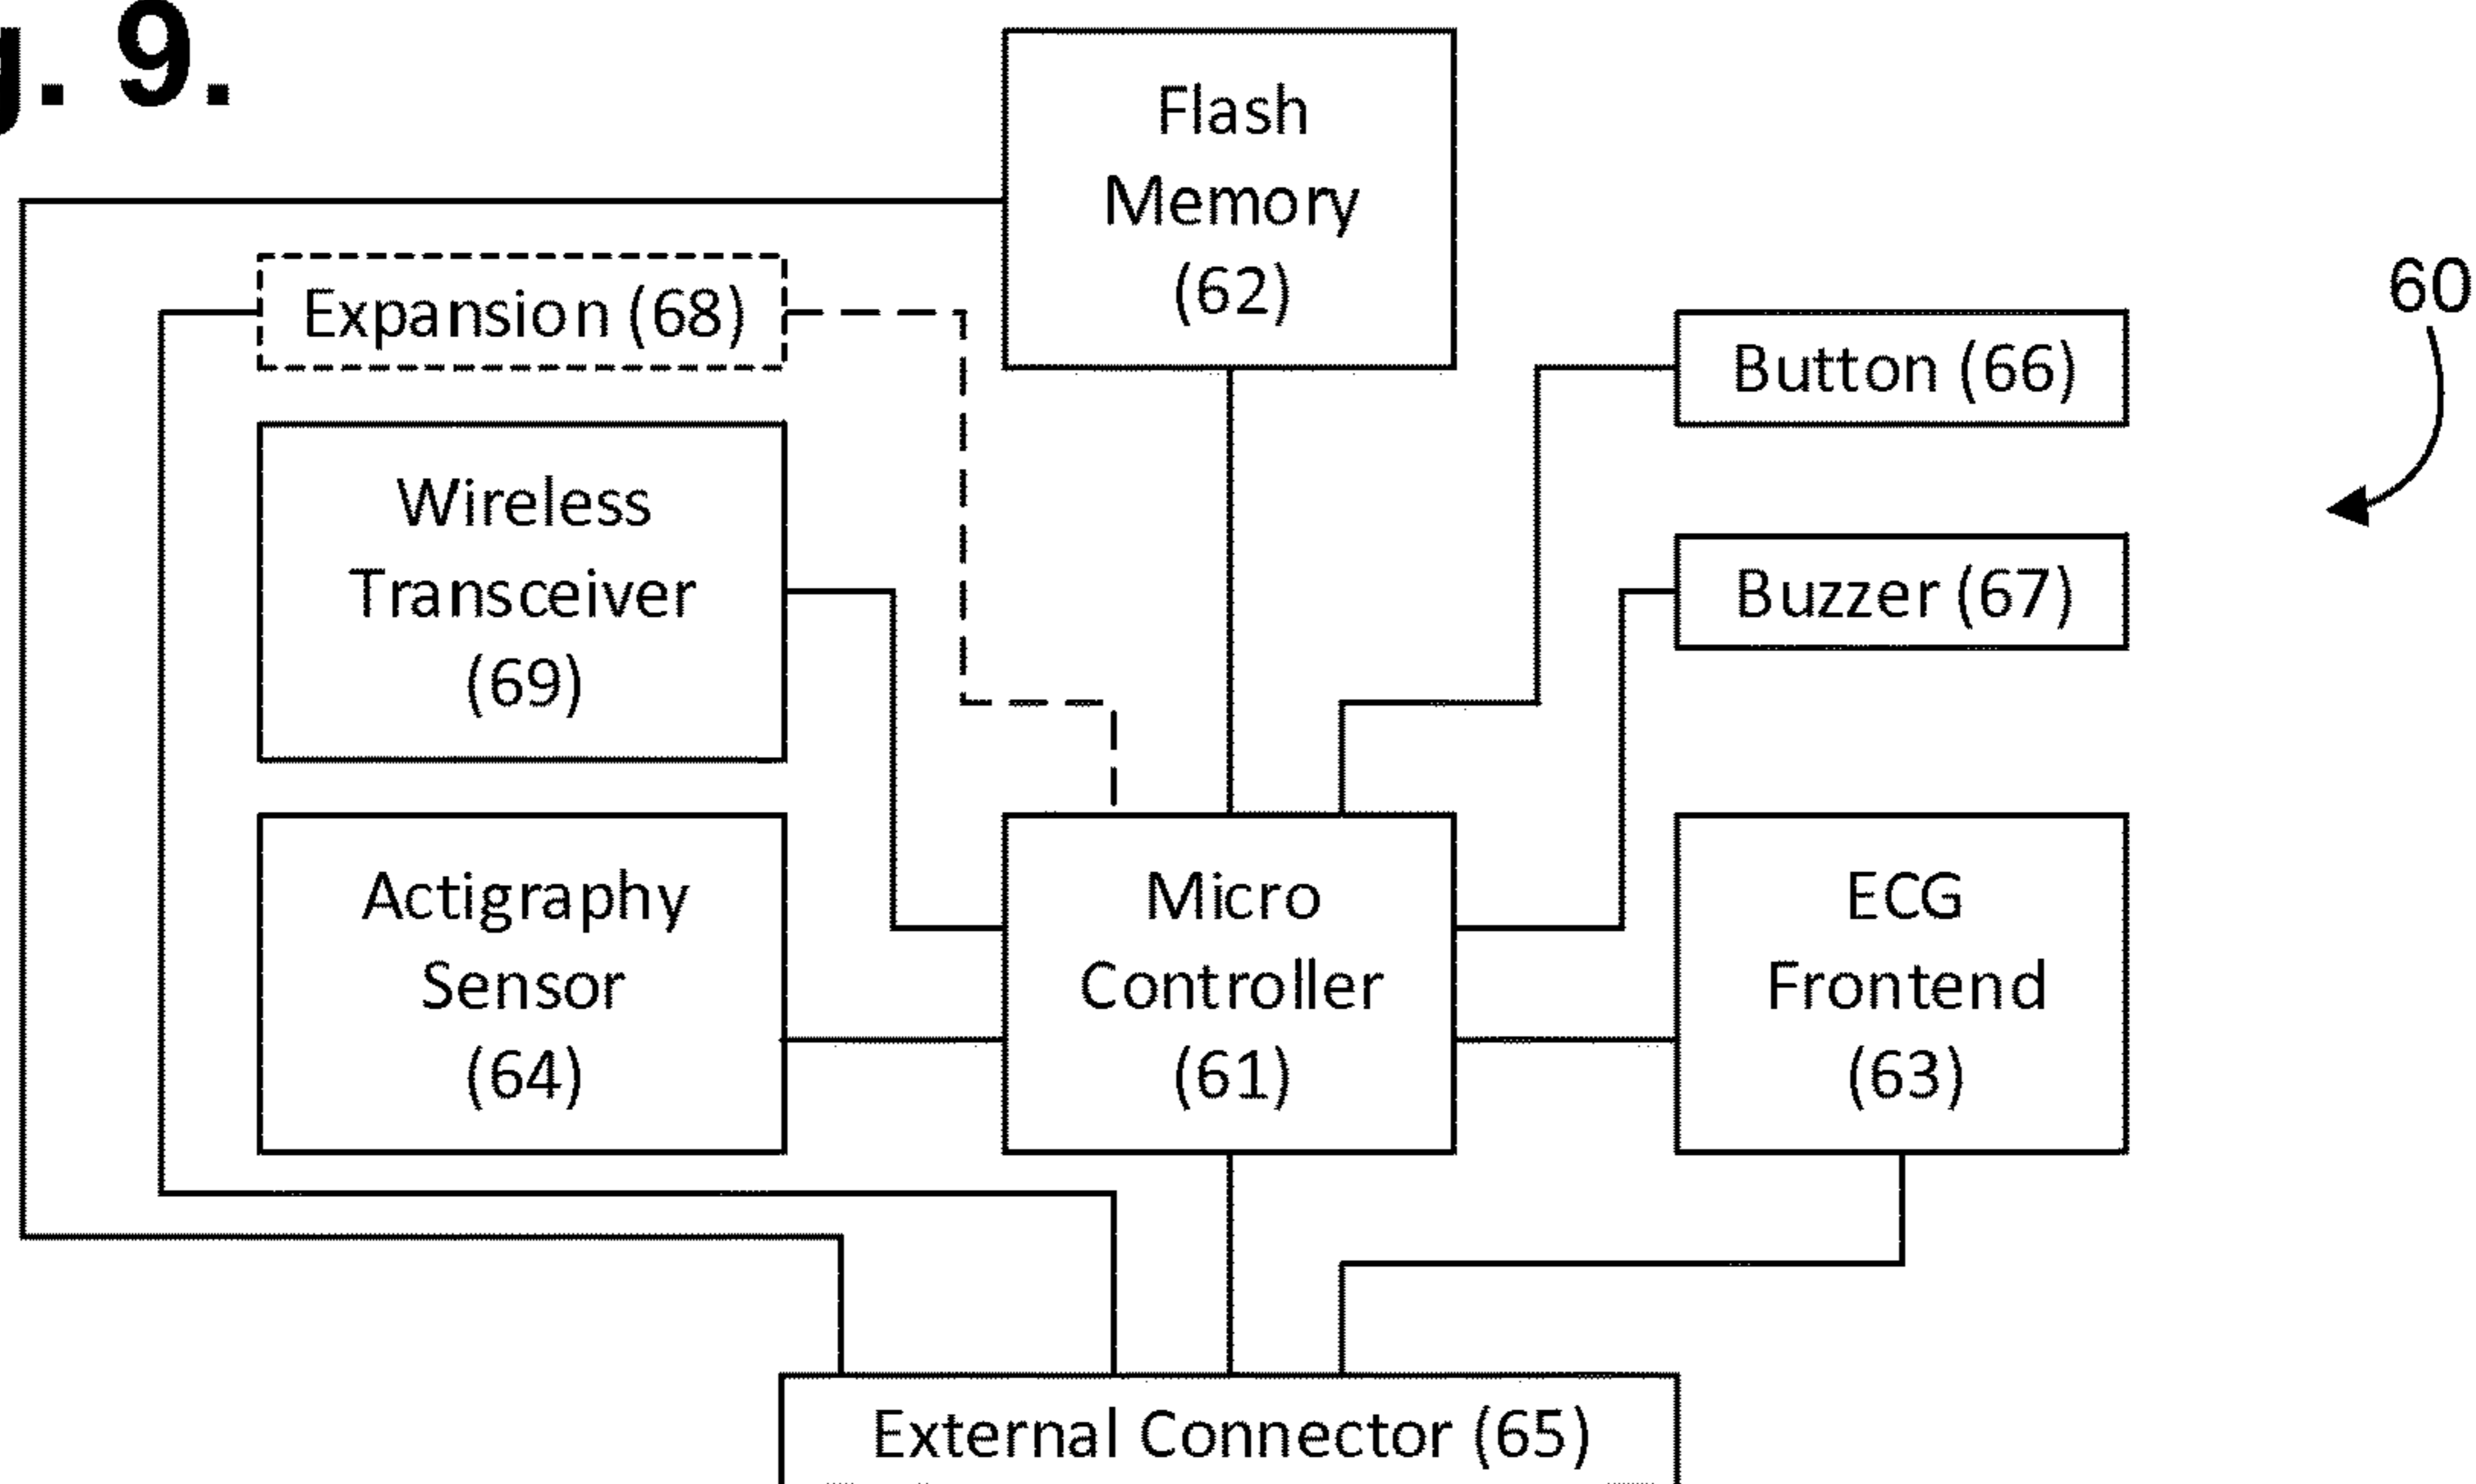 g. 9.
Flash
Memory
(62)
Expansion (68)
60
Button (66)
Wireless
Transceiver
(69)
Buzzer (67)
Actigraphy
Sensor
(64)
Micro
Controller
(61)
ECG
Frontend
(63)
External Connector (65)